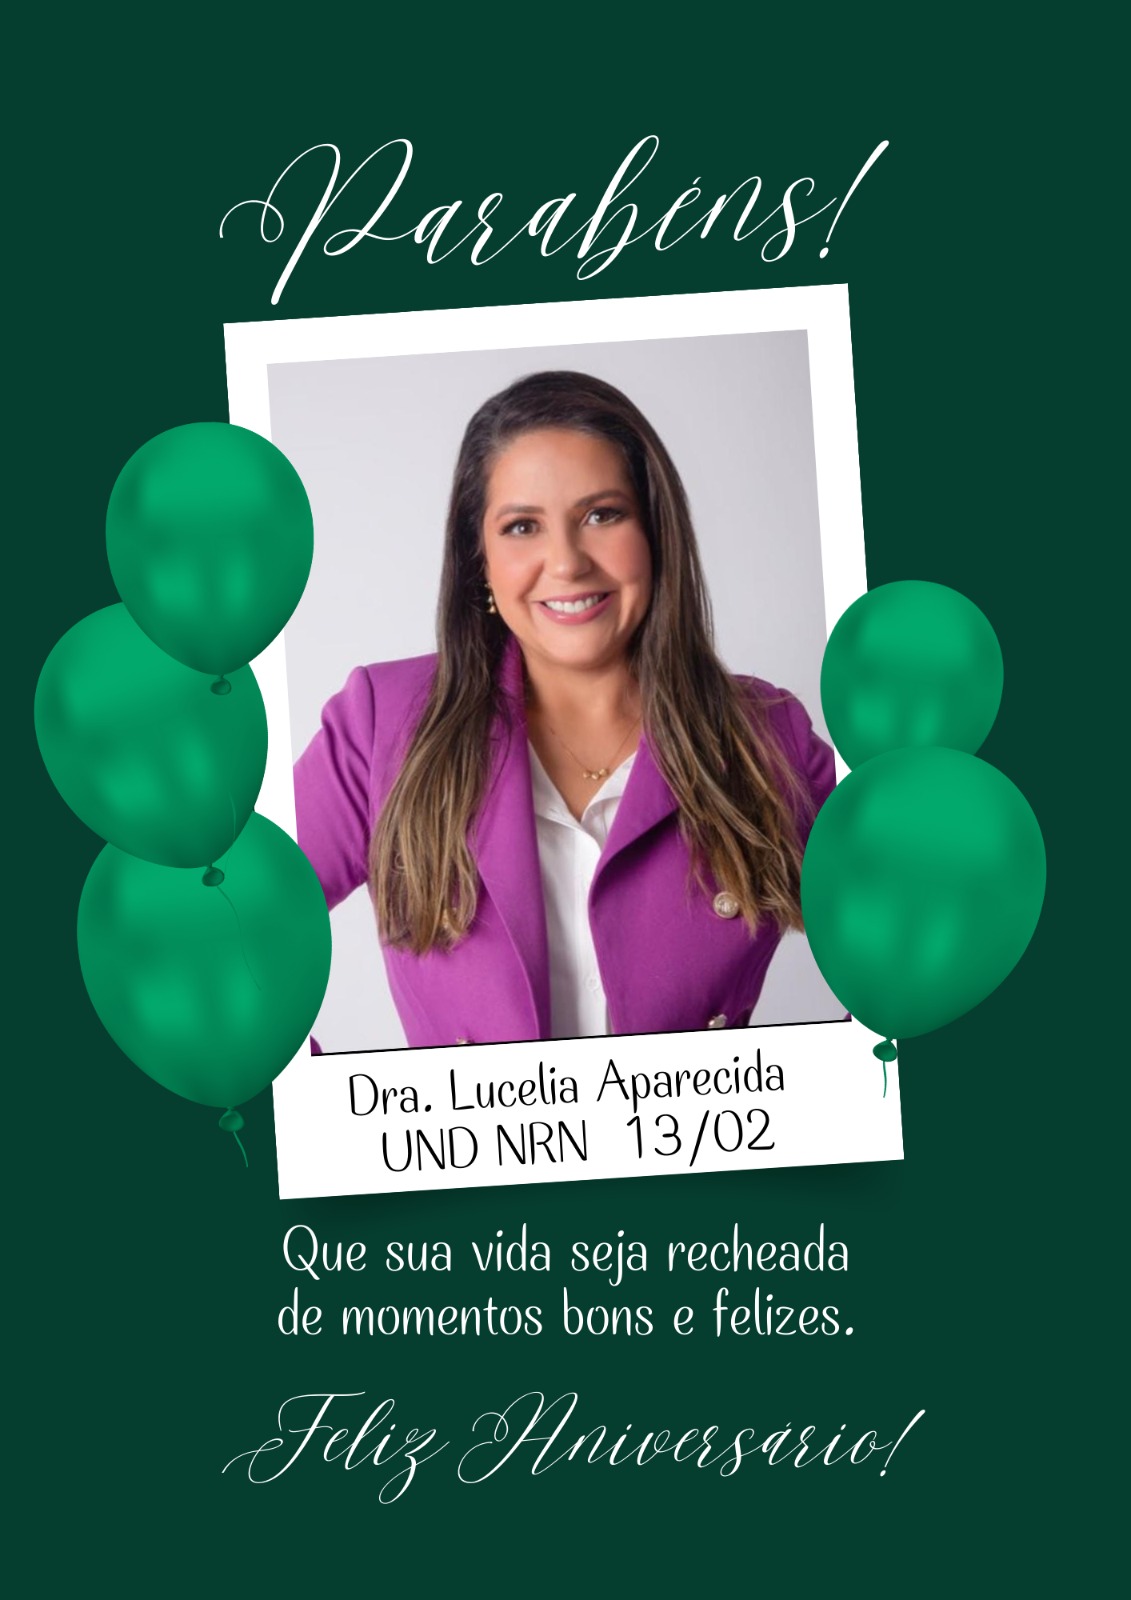 Parabéns!
Dra. Lucelia Aparecida
UND NRN 13/02
Que sua vida seja recheada
de momentos bons e felizes.
Feliz Aniversário!